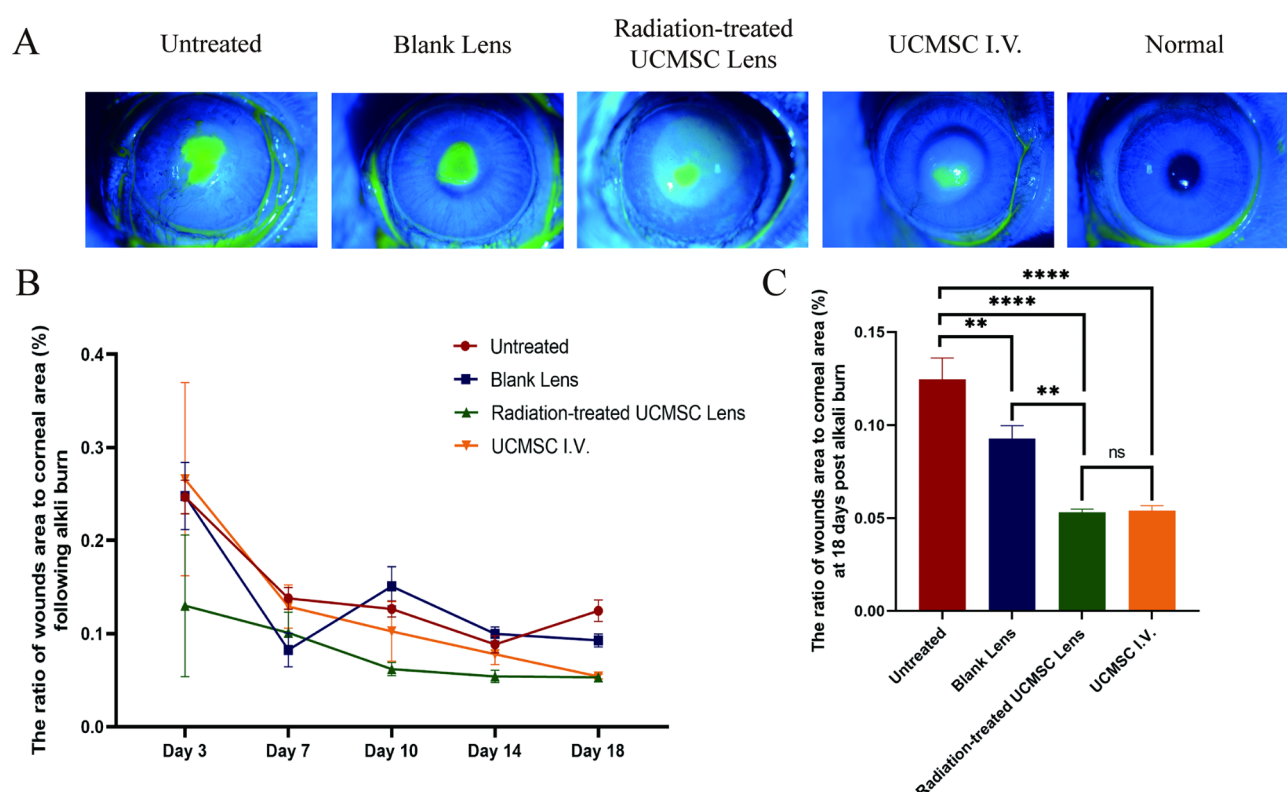 A
Untreated
Blank Lens
Radiation-treated
UCMSC Lens
UCMSC I.V.
Normal
B
The ratio of wounds area to corneal area (%)
following alkli burn
0.4
0.3
0.2
0.1
0.0
Untreated
Blank Lens
Radiation-treated UCMSC Lens
UCMSC I.V.
Day 3
Day 7
Day 10
Day 14
Day 18
C
The ratio of wounds area to corneal area (%)
at 18 days post alkali burn
0.15
0.10
0.05
0.00
****
****
**
**
ns
Untreated
Blank Lens
Radiation-treated UCMSC Lens
UCMSC I.V.